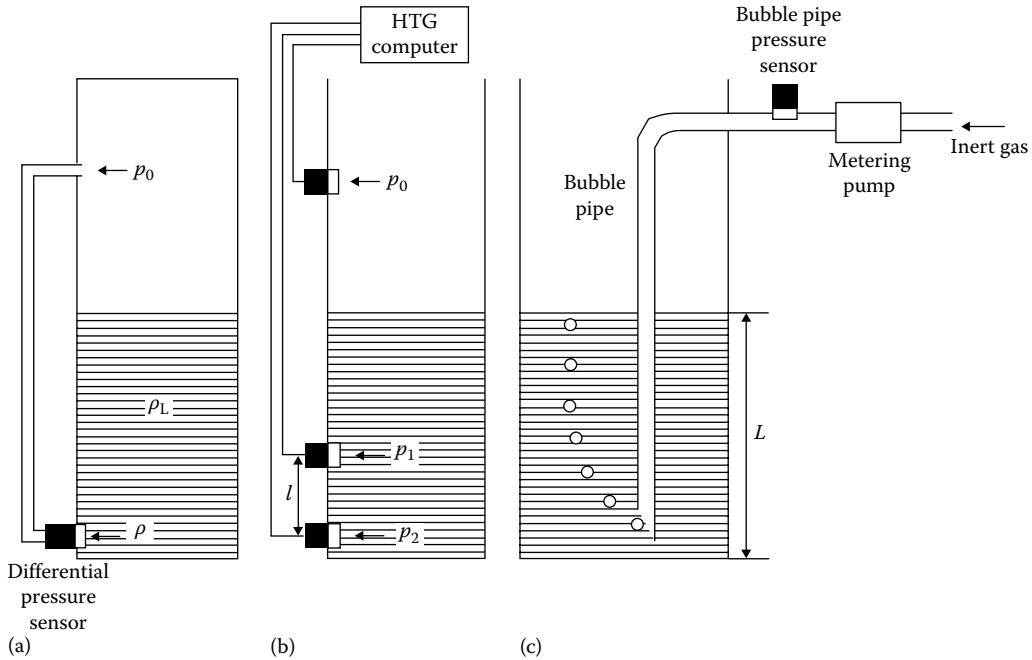 HTG
computer
Bubble pipe
pressure
sensor
p0
p0
Bubble
pipe
Metering
pump
Inert gas
ρL
p1
l
L
ρ
p2
Differential
pressure
sensor
(a)
(b)
(c)